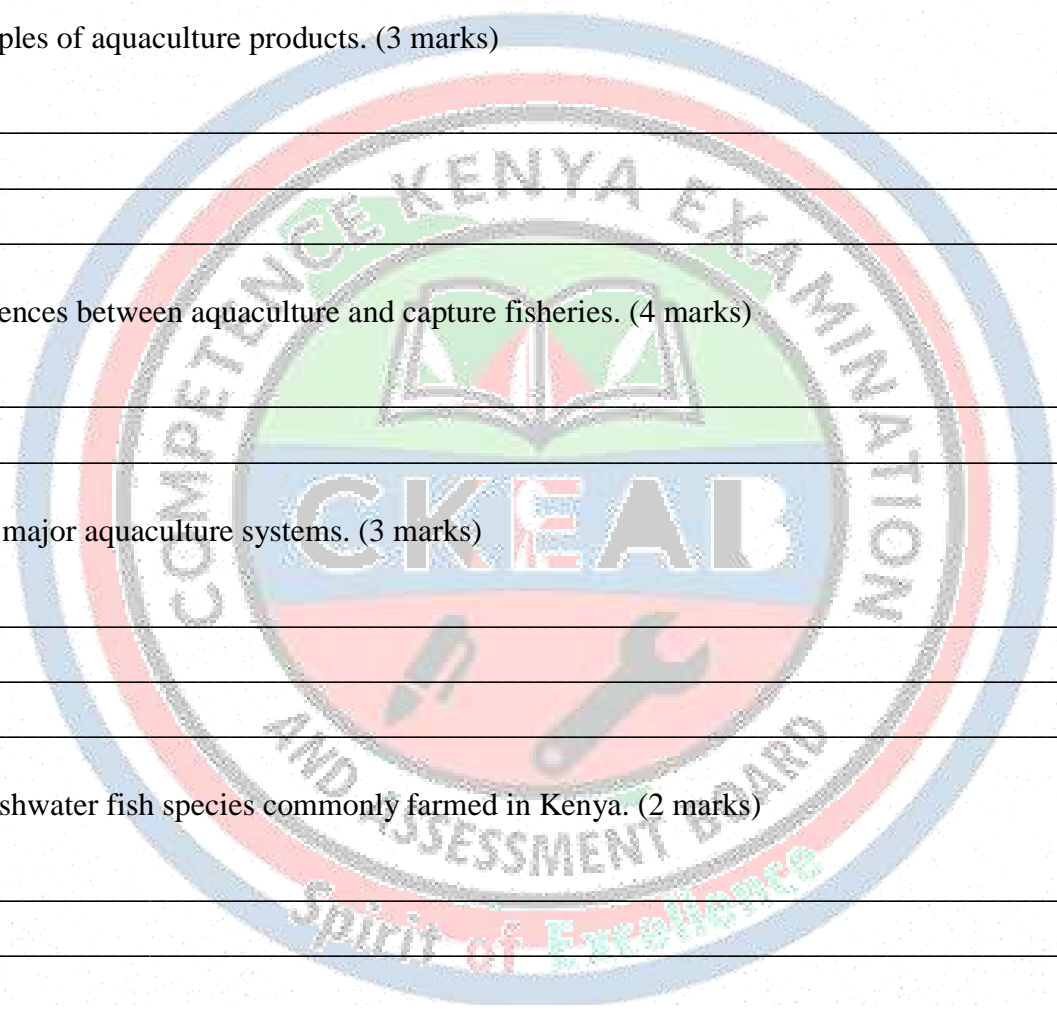 ples of aquaculture products. (3 marks)
KENYA EXAMINATION
COMPETENCE
ences between aquaculture and capture fisheries. (4 marks)
CKEAB
major aquaculture systems. (3 marks)
shwater fish species commonly farmed in Kenya. (2 marks)
AND ASSESSMENT BOARD
Spirit of Excellence